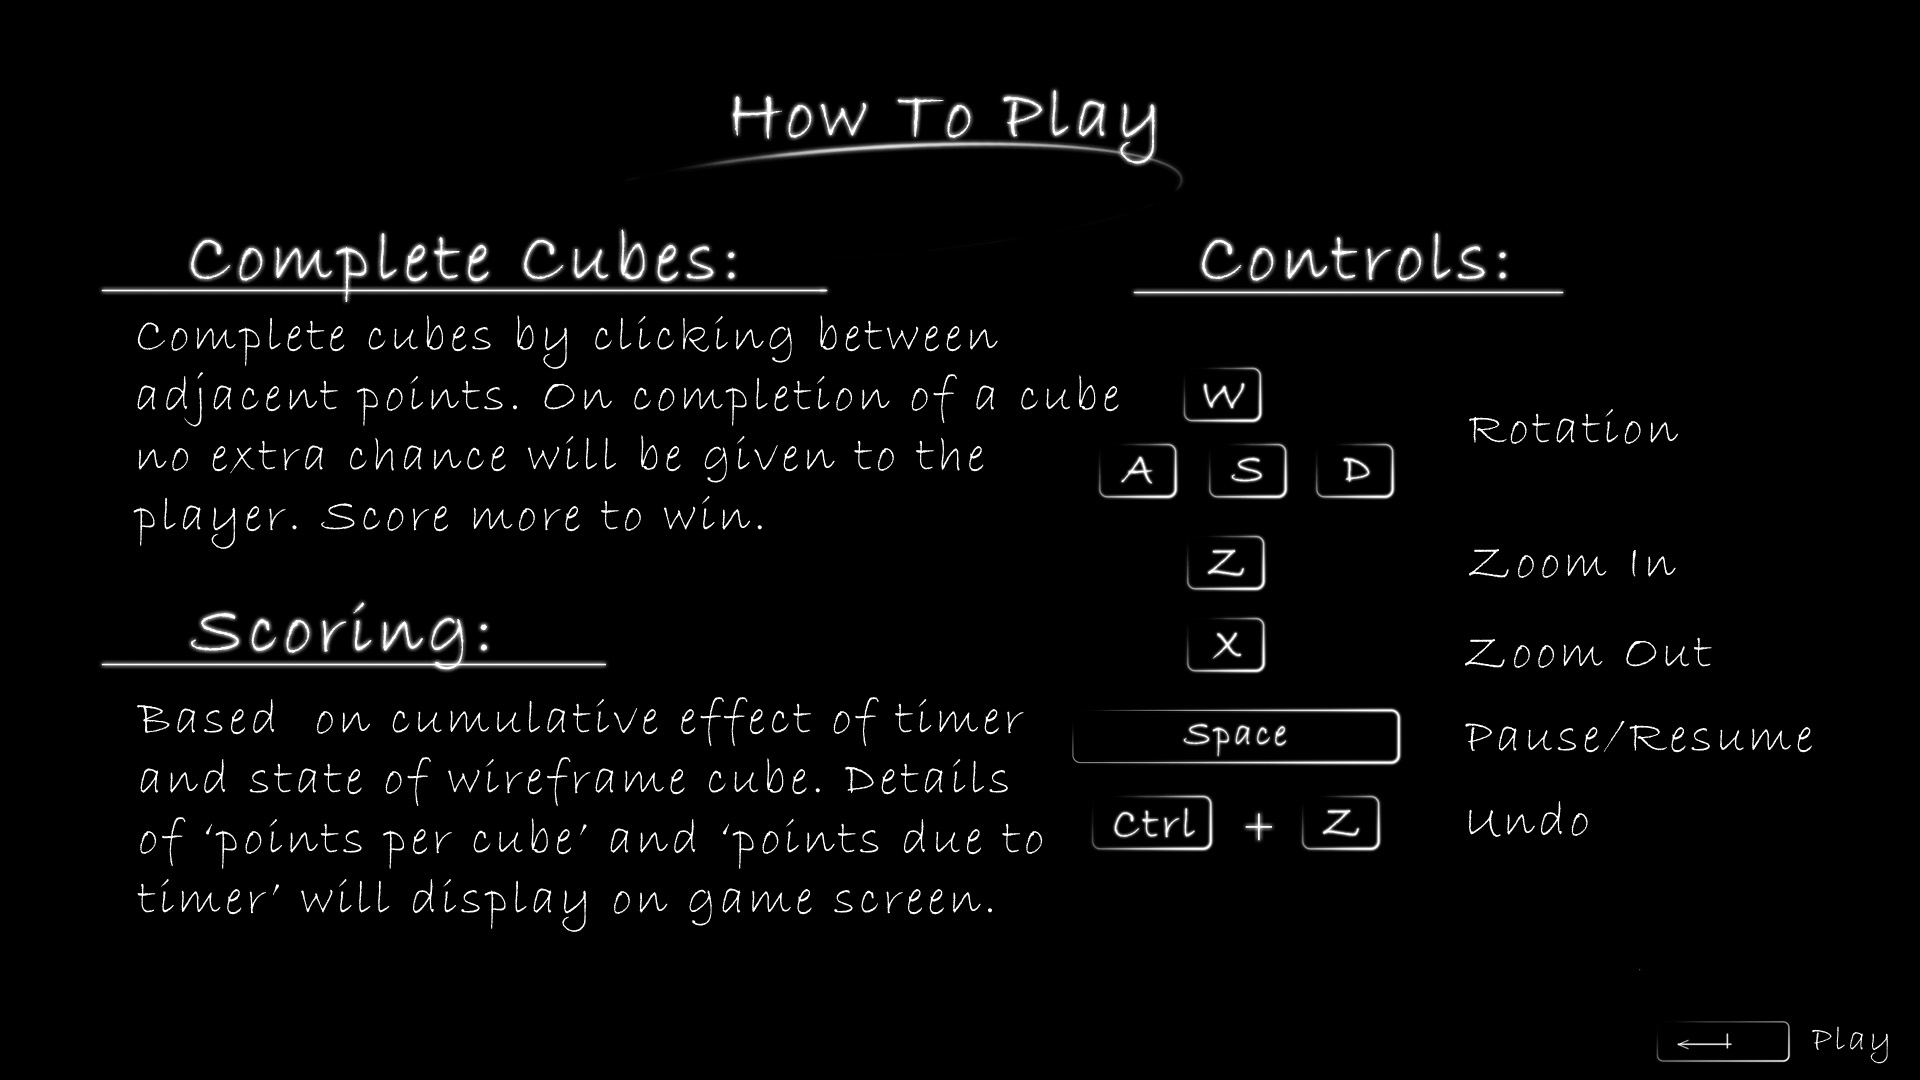 How To Play
Complete Cubes:
Complete cubes by clicking between
adjacent points. On completion of a cube
no extra chance will be given to the
player. Score more to win.
Scoring:
Based on cumulative effect of timer
and state of wireframe cube. Details
of ‘points per cube’ and ‘points due to
timer’ will display on game screen.
Controls:
W
A S D
Rotation
Z Zoom In
X Zoom Out
Space Pause/Resume
Ctrl + Z Undo
Play